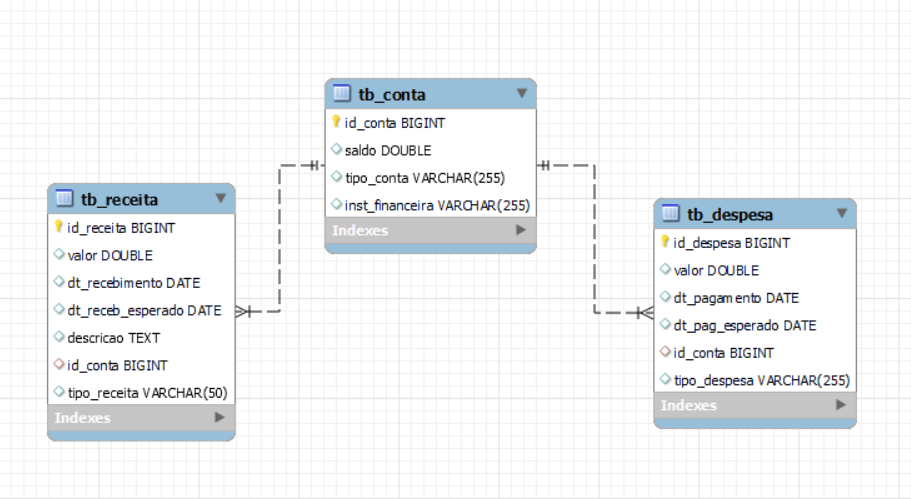 tb_conta
id_conta BIGINT
saldo DOUBLE
tipo_conta VARCHAR(255)
inst_financeira VARCHAR(255)
Indexes
tb_receita
id_receita BIGINT
valor DOUBLE
dt_recebimento DATE
dt_receb_esperado DATE
descricao TEXT
id_conta BIGINT
tipo_receita VARCHAR(50)
Indexes
tb_despesa
id_despesa BIGINT
valor DOUBLE
dt_pagamento DATE
dt_pag_esperado DATE
id_conta BIGINT
tipo_despesa VARCHAR(255)
Indexes